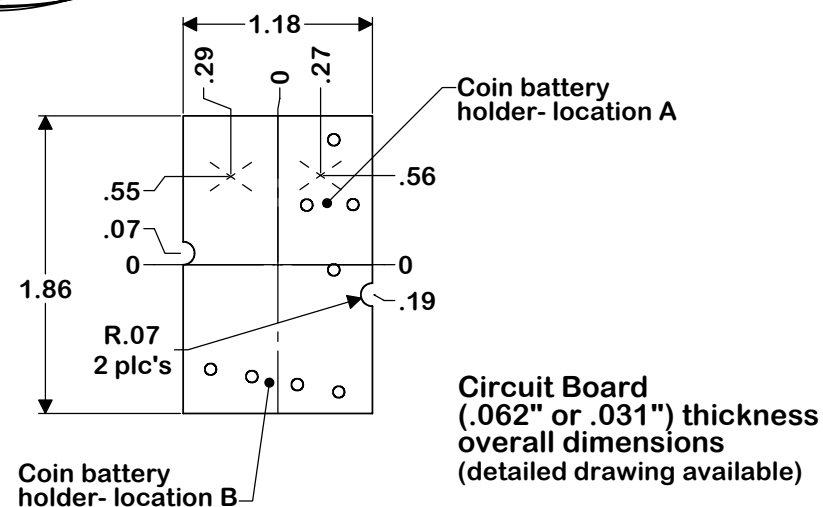 1.18
.29
0
.27
Coin battery
holder- location A
.55
.56
.07
0
0
1.86
.19
R.07
2 plc's
Circuit Board
(.062" or .031") thickness
overall dimensions
(detailed drawing available)
Coin battery
holder- location B